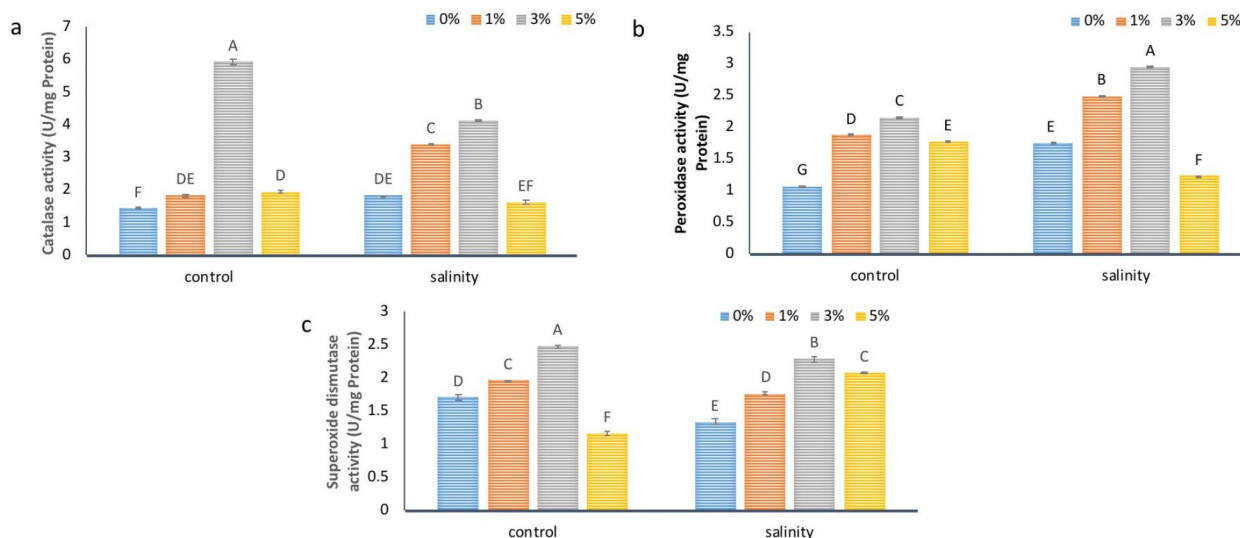 a
0% 1% 3% 5%
Catalase activity (U/mg Protein)
7
6
5
4
3
2
1
0
F DE A D
DE C B EF
control salinity
b
0% 1% 3% 5%
Peroxidase activity (U/mg
Protein)
3.5
3
2.5
2
1.5
1
0.5
0
G D C E
E B A F
control salinity
c
0% 1% 3% 5%
Superoxide dismutase
activity (U/mg Protein)
3
2.5
2
1.5
1
0.5
0
D C A F
E D B C
control salinity